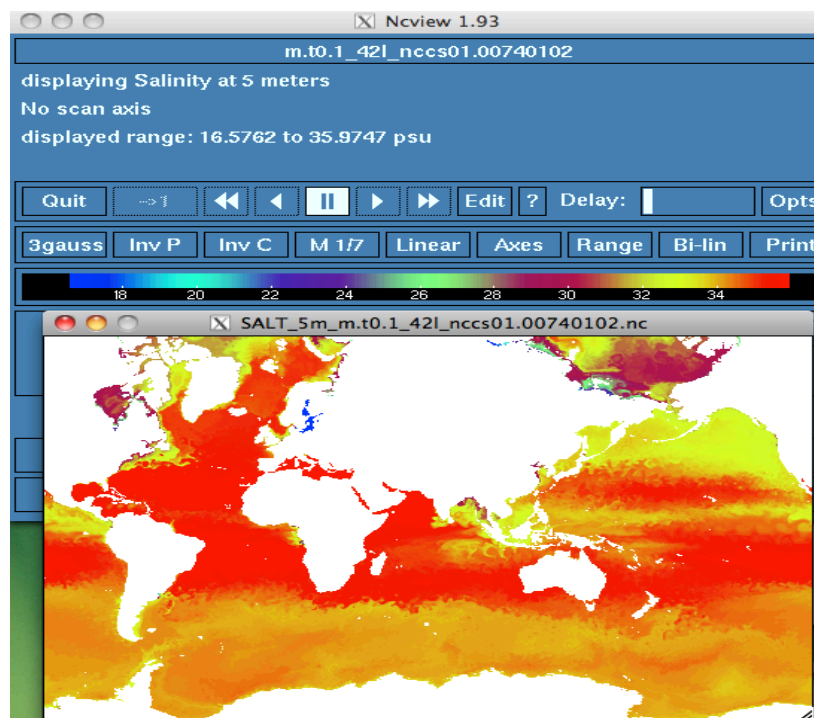 Ncview 1.93
m.t0.1_42l_nccs01.00740102
displaying Salinity at 5 meters
No scan axis
displayed range: 16.5762 to 35.9747 psu
Quit -->1 Edit ? Delay: Opts
3gauss Inv P Inv C M 1/7 Linear Axes Range Bi-lin Print
18 20 22 24 26 28 30 32 34
SALT_5m_m.t0.1_42l_nccs01.00740102.nc